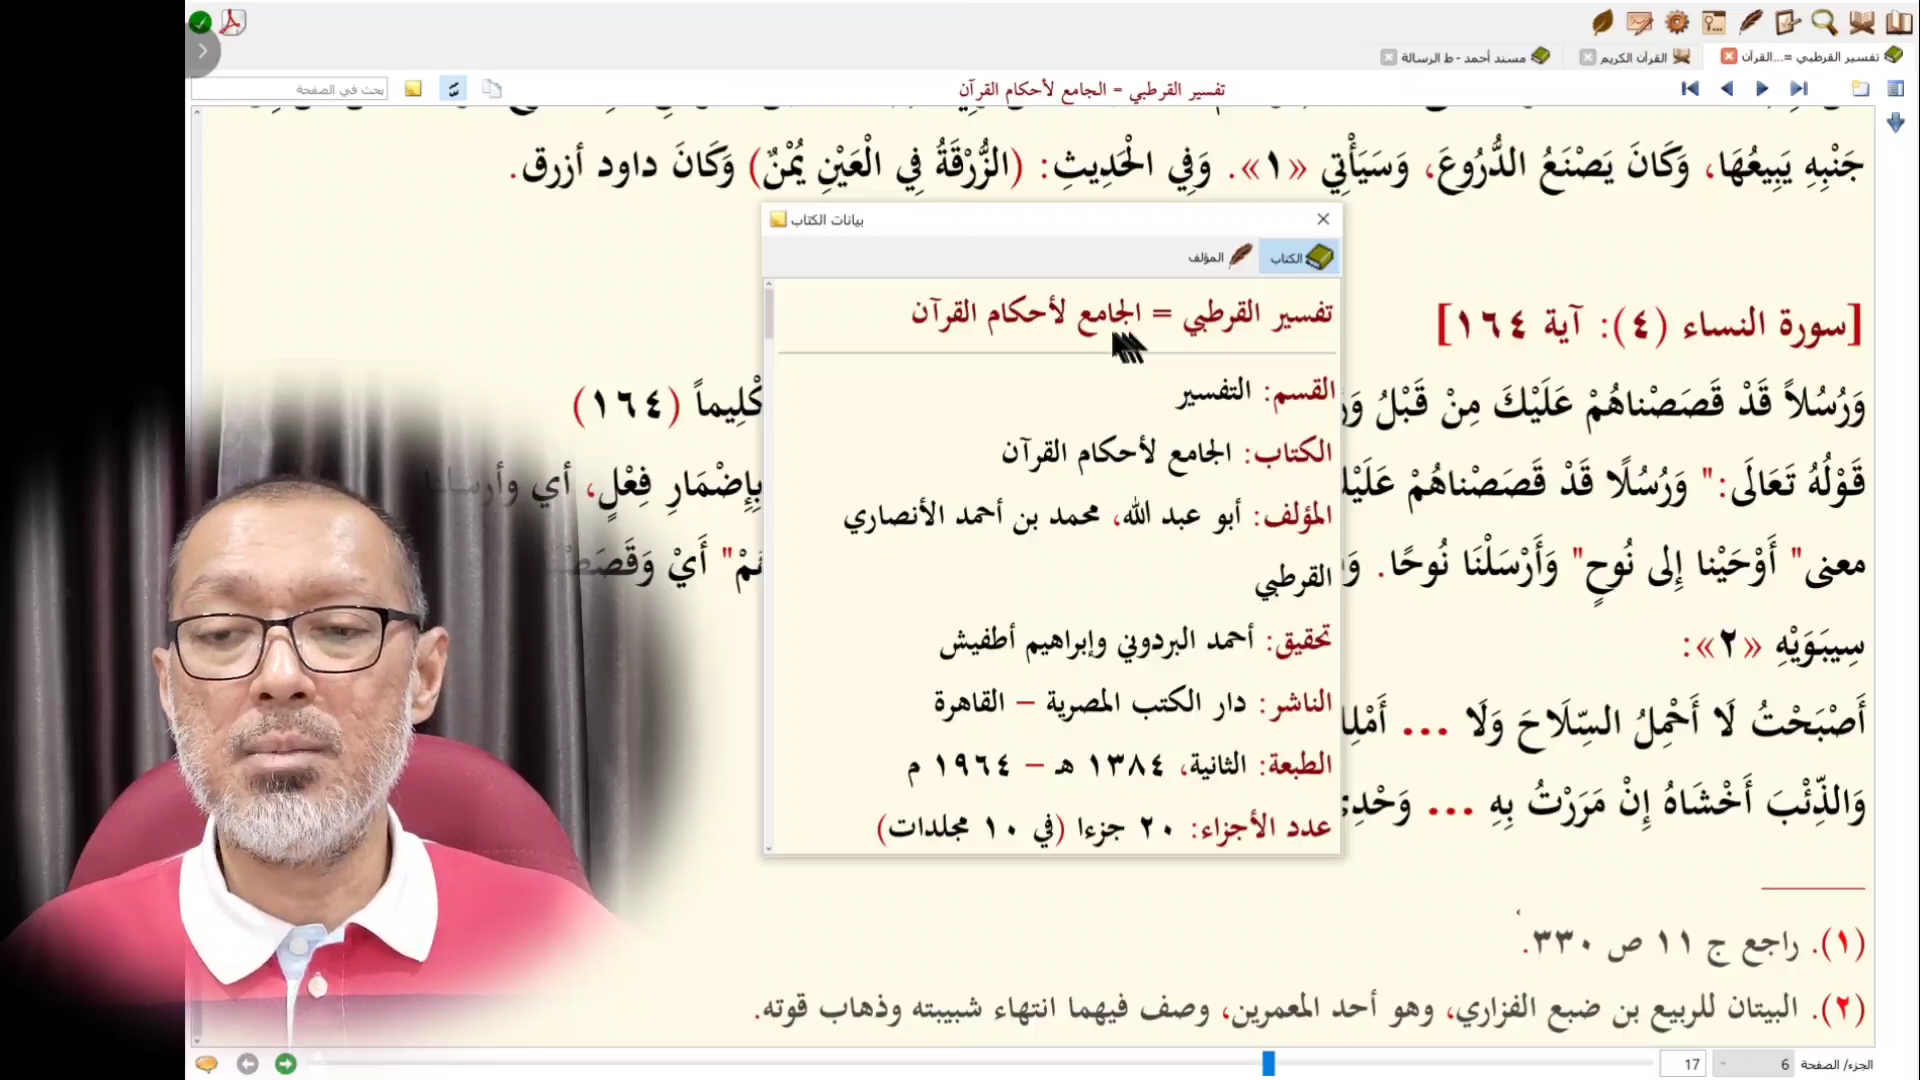 تفسير القرطبي =...القرآن
القرآن الكريم
مسند أحمد - ط الرسالة
تفسير القرطبي = الجامع لأحكام القرآن
بحث في الصفحة
جَنْبِهِ يَبِيعُهَا، وَكَانَ يَصْنَعُ الدُّرُوعَ، وَسَيَأْتِي «١». وَفِي الْحَدِيثِ: (الزُّرْقَةُ فِي الْعَيْنِ يُمْنٌ) وَكَانَ داود أزرق.
[سورة النساء (٤): آية ١٦٤]
وَرُسُلاً قَدْ قَصَصْناهُمْ عَلَيْكَ مِنْ قَبْلُ
كْلِيماً (١٦٤)
قَوْلُهُ تَعَالَى:" وَرُسُلًا قَدْ قَصَصْناهُمْ
بِإِضْمَارِ فِعْلٍ، أي وأرسلنا
معنى" أَوْحَيْنا إِلى نُوحٍ" وَأَرْسَلْنَا نُوحًا.
هُمْ" أَيْ
سِيبَوَيْهِ «٢»:
أَصْبَحْتُ لَا أَحْمِلُ السِّلَاحَ وَلَا ...
وَالذِّئْبَ أَخْشَاهُ إِنْ مَرَرْتُ بِهِ ...
(١). راجع ج ١١ ص ٣٣٠.
(٢). البيتان للربيع بن ضبع الفزاري، وهو أحد المعمرين، وصف فيهما انتهاء شبيبته وذهاب قوته.
بيانات الكتاب
الكتاب
المؤلف
تفسير القرطبي = الجامع لأحكام القرآن
القسم: التفسير
الكتاب: الجامع لأحكام القرآن
المؤلف: أبو عبد الله، محمد بن أحمد الأنصاري
القرطبي
تحقيق: أحمد البردوني وإبراهيم أطفيش
الناشر: دار الكتب المصرية – القاهرة
الطبعة: الثانية، ١٣٨٤ هـ – ١٩٦٤ م
عدد الأجزاء: ٢٠ جزءا (في ١٠ مجلدات)
الجزء/ الصفحة
6
17